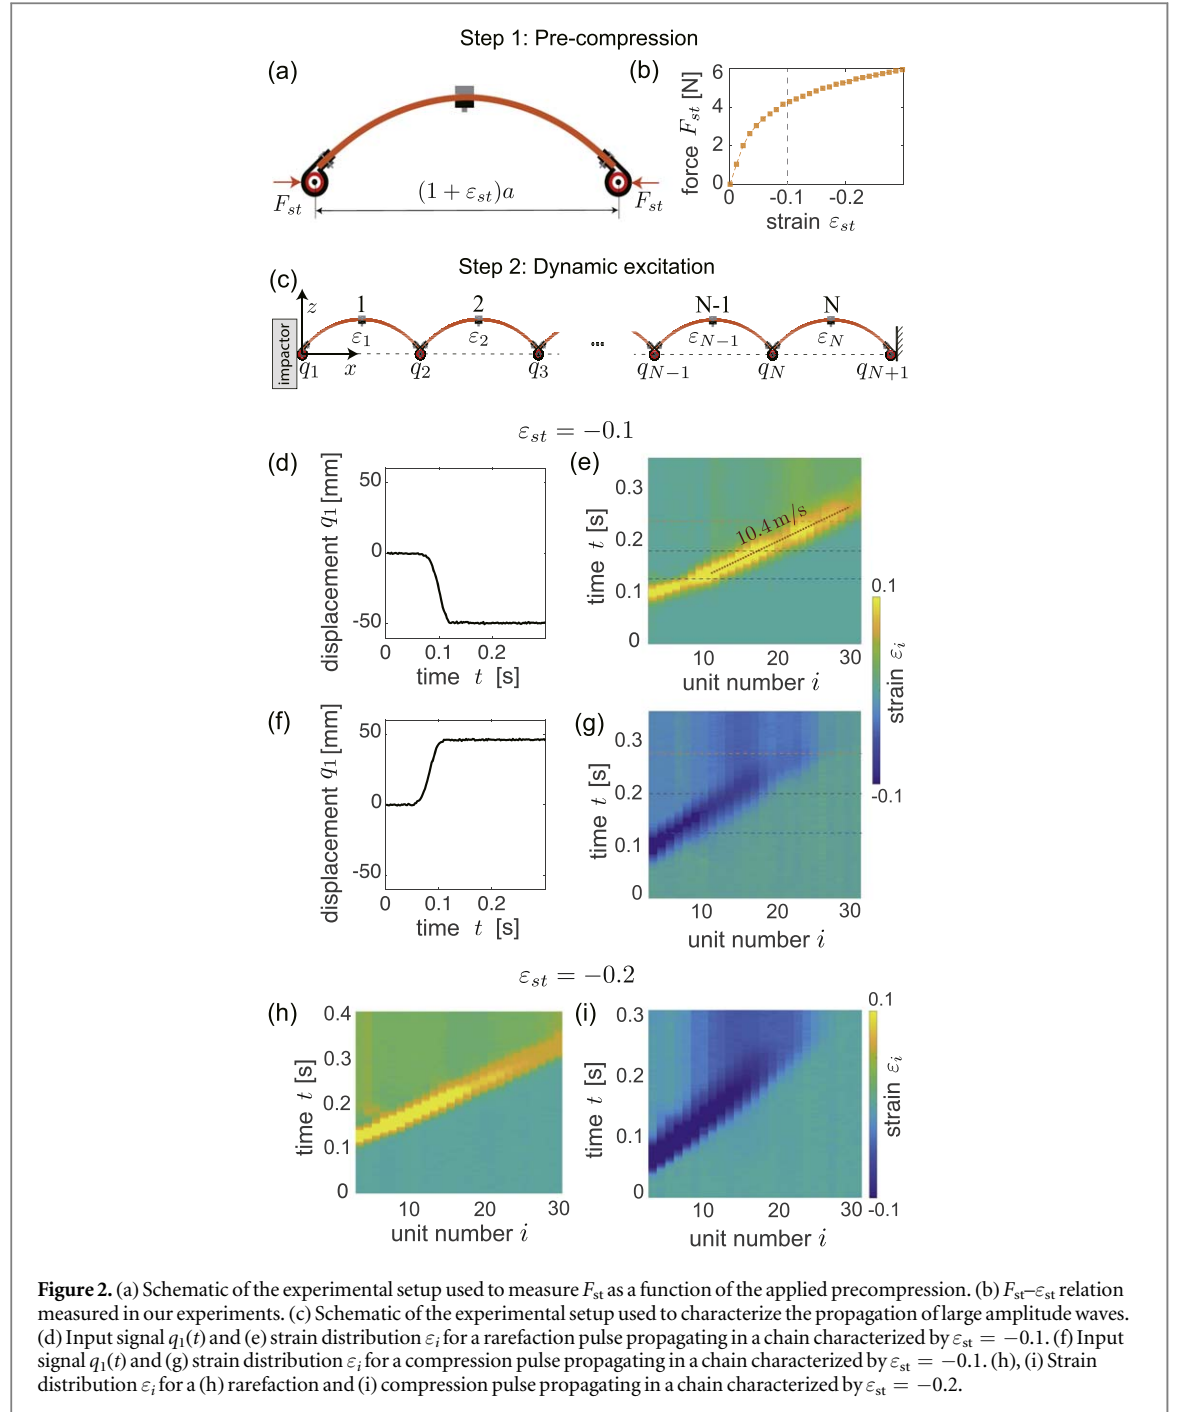 Step 1: Pre-compression
(a)
(b)
F_st
(1 + ε_st)a
F_st
force F_st [N]
6
4
2
0
0
-0.1
-0.2
strain ε_st
Step 2: Dynamic excitation
(c)
impactor
z
x
1
2
N-1
N
ε_1
ε_2
...
ε_{N−1}
ε_N
q_1
q_2
q_3
q_{N−1}
q_N
q_{N+1}
ε_st = −0.1
(d)
displacement q_1 [mm]
50
0
-50
0
0.1
0.2
time t [s]
(e)
time t [s]
0.3
0.2
0.1
0
10.4 m/s
10
20
30
unit number i
0.1
strain ε_i
-0.1
(f)
displacement q_1 [mm]
50
0
-50
0
0.1
0.2
time t [s]
(g)
time t [s]
0.3
0.2
0.1
0
10
20
30
unit number i
ε_st = −0.2
(h)
time t [s]
0.4
0.3
0.2
0.1
0
10
20
30
unit number i
(i)
time t [s]
0.3
0.2
0.1
0
10
20
30
unit number i
0.1
strain ε_i
-0.1
Figure 2. (a) Schematic of the experimental setup used to measure F_st as a function of the applied precompression. (b) F_st–ε_st relation
measured in our experiments. (c) Schematic of the experimental setup used to characterize the propagation of large amplitude waves.
(d) Input signal q_1(t) and (e) strain distribution ε_i for a rarefaction pulse propagating in a chain characterized by ε_st = −0.1. (f) Input
signal q_1(t) and (g) strain distribution ε_i for a compression pulse propagating in a chain characterized by ε_st = −0.1. (h), (i) Strain
distribution ε_i for a (h) rarefaction and (i) compression pulse propagating in a chain characterized by ε_st = −0.2.